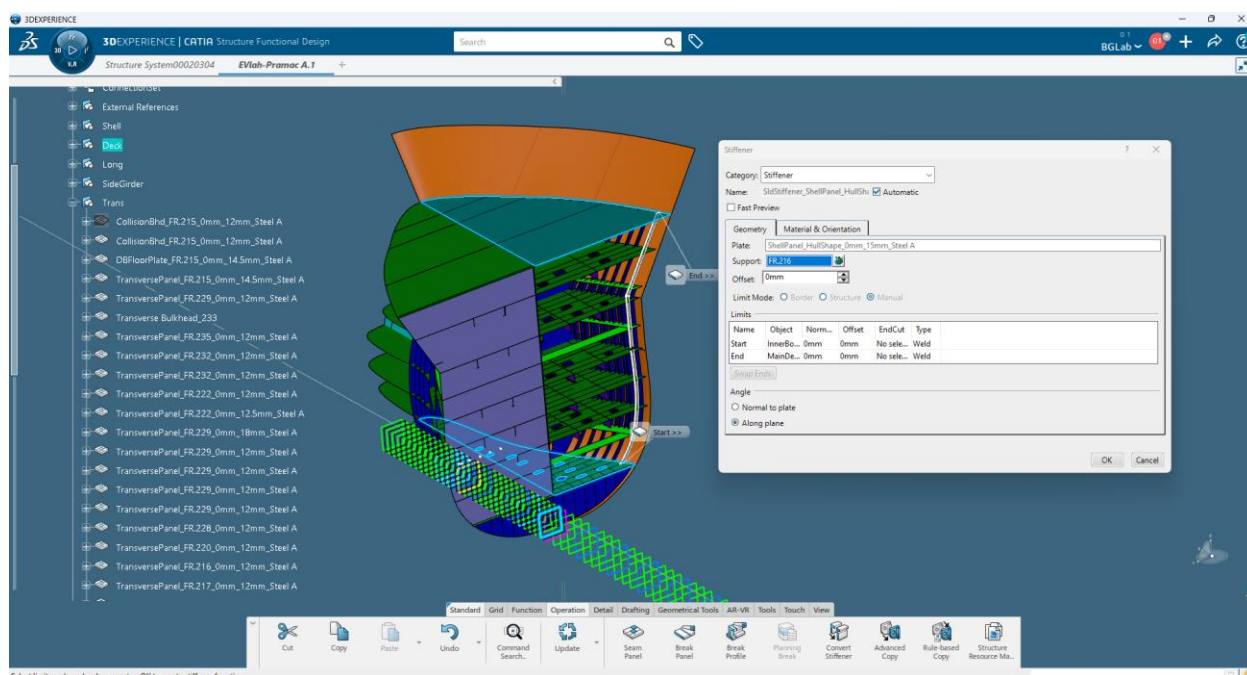 3DEXPERIENCE
3DEXPERIENCE | CATIA Structure Functional Design
Search
BGLab
3D
V.R
Structure System00020304
EVlah-Pramac A.1
+
ConnectionSet
External References
Shell
Deck
Long
SideGirder
Trans
CollisionBhd_FR.215_0mm_12mm_Steel A
CollisionBhd_FR.215_0mm_12mm_Steel A
DBFloorPlate_FR.215_0mm_14.5mm_Steel A
TransversePanel_FR.215_0mm_14.5mm_Steel A
TransversePanel_FR.229_0mm_12mm_Steel A
Transverse Bulkhead_233
TransversePanel_FR.235_0mm_12mm_Steel A
TransversePanel_FR.232_0mm_12mm_Steel A
TransversePanel_FR.232_0mm_12mm_Steel A
TransversePanel_FR.222_0mm_12mm_Steel A
TransversePanel_FR.222_0mm_12.5mm_Steel A
TransversePanel_FR.229_0mm_18mm_Steel A
TransversePanel_FR.229_0mm_12mm_Steel A
TransversePanel_FR.229_0mm_12mm_Steel A
TransversePanel_FR.229_0mm_12mm_Steel A
TransversePanel_FR.229_0mm_12mm_Steel A
TransversePanel_FR.228_0mm_12mm_Steel A
TransversePanel_FR.220_0mm_12mm_Steel A
TransversePanel_FR.216_0mm_12mm_Steel A
TransversePanel_FR.217_0mm_12mm_Steel A
End >>
Start >>
Stiffener
? ×
Category: Stiffener
Name: SldStiffener_ShellPanel_HullSh Automatic
Fast Preview
Geometry Material & Orientation
Plate: ShellPanel_HullShape_0mm_15mm_Steel A
Support: FR.216
Offset: 0mm
Limit Mode: Border Structure Manual
Limits
Name Object Norm... Offset EndCut Type
Start InnerBo... 0mm 0mm No sele... Weld
End MainDe... 0mm 0mm No sele... Weld
Swap Ends
Angle
Normal to plate
Along plane
OK Cancel
Standard Grid Function Operation Detail Drafting Geometrical Tools AR-VR Tools Touch View
Cut
Copy
Paste
Undo
Command Search...
Update
Seam Panel
Break Panel
Break Profile
Planning Break
Convert Stiffener
Advanced Copy
Rule-based Copy
Structure Resource Ma...